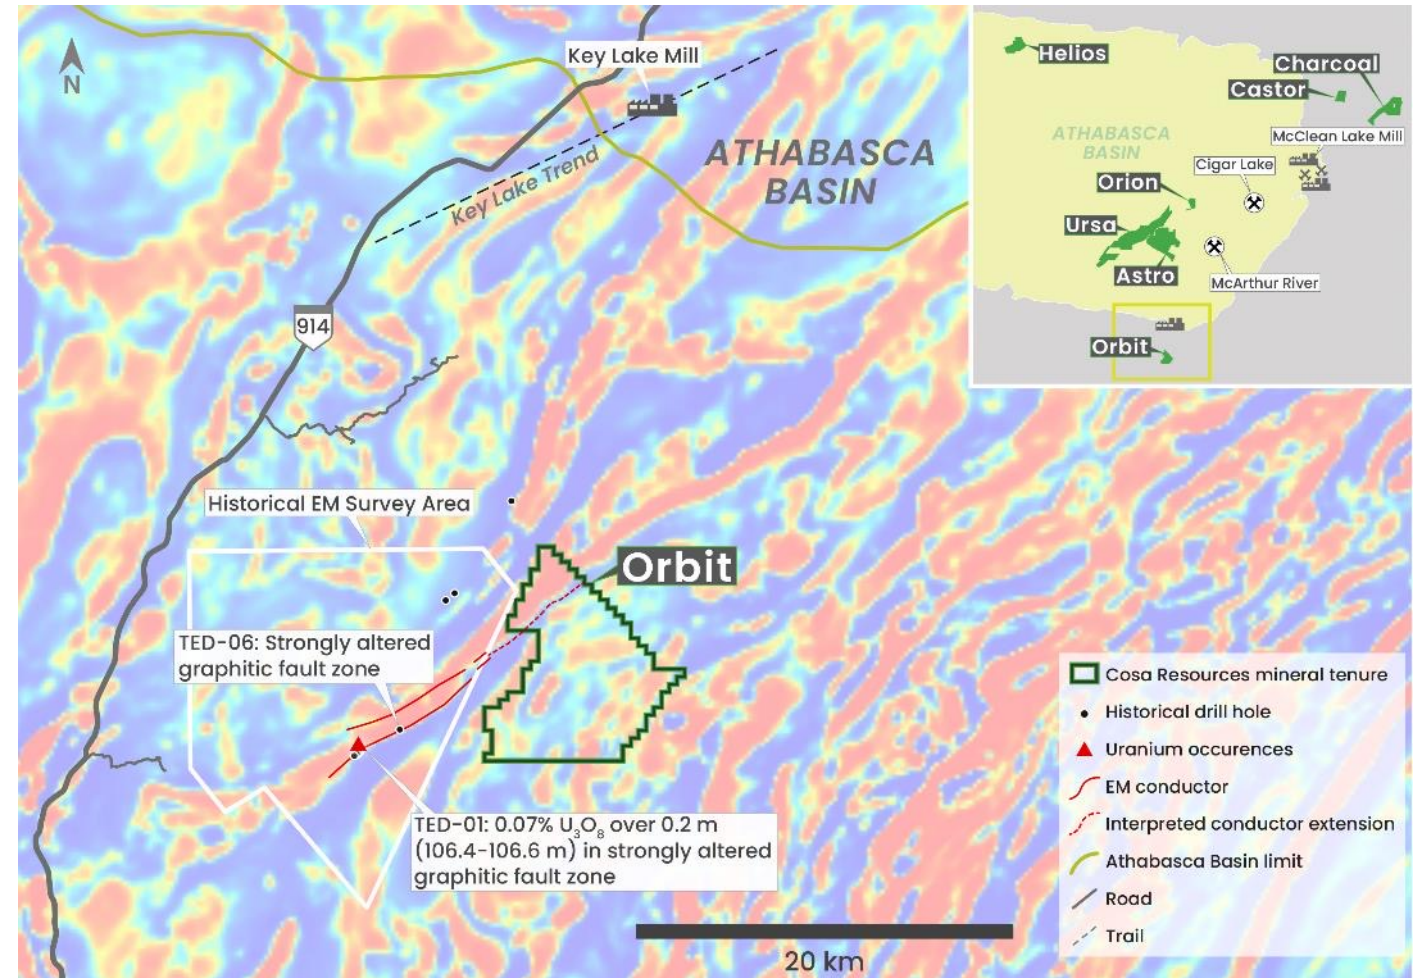 N
Key Lake Mill
Key Lake Trend
ATHABASCA
BASIN
914
Historical EM Survey Area
Orbit
TED-06: Strongly altered
graphitic fault zone
TED-01: 0.07% U₃O₈ over 0.2 m
(106.4-106.6 m) in strongly altered
graphitic fault zone
20 km
Helios
Charcoal
Castor
ATHABASCA
BASIN
McClean Lake Mill
Cigar Lake
Orion
Ursa
Astro
McArthur River
Orbit
Cosa Resources mineral tenure
Historical drill hole
Uranium occurences
EM conductor
Interpreted conductor extension
Athabasca Basin limit
Road
Trail